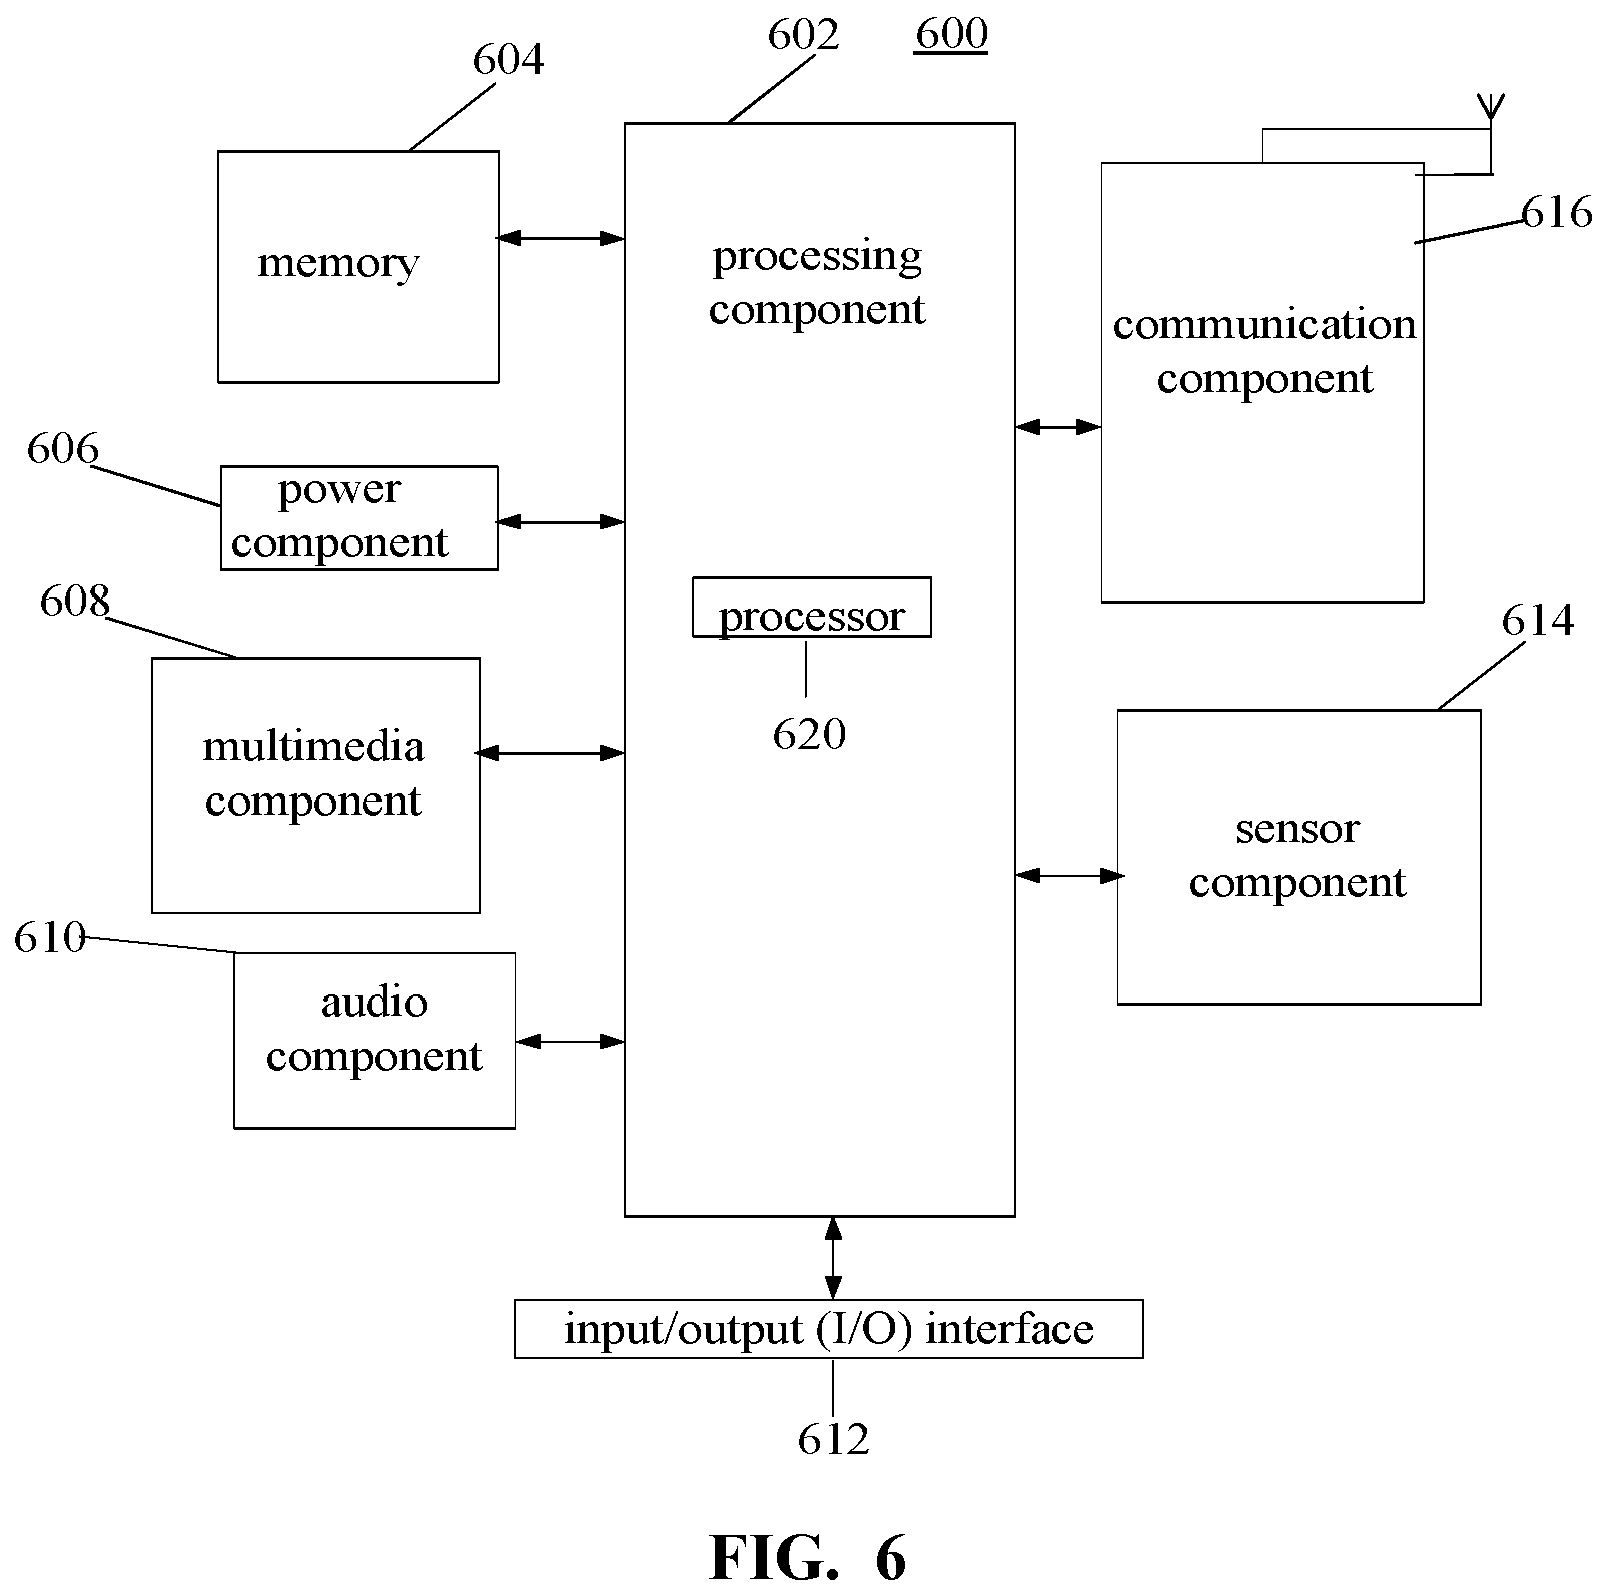 602
600
604
616
memory
processing
component
communication
component
606
power
component
608
processor
620
614
multimedia
component
sensor
component
610
audio
component
input/output (I/O) interface
612
FIG. 6